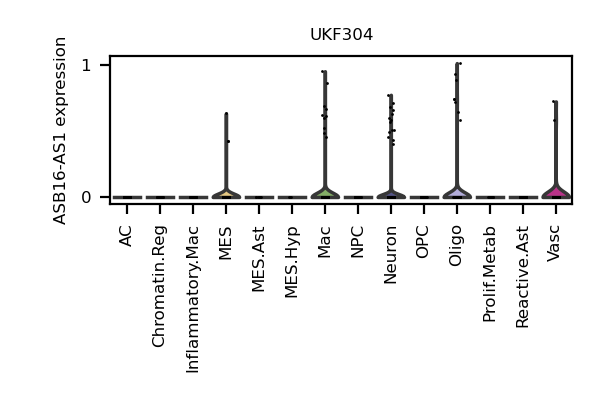 UKF304
ASB16-AS1 expression
1
0
AC
Chromatin.Reg
Inflammatory.Mac
MES
MES.Ast
MES.Hyp
Mac
NPC
Neuron
OPC
Oligo
Prolif.Metab
Reactive.Ast
Vasc